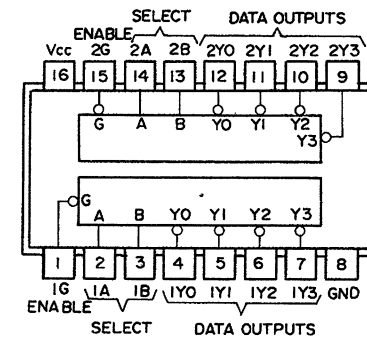 SELECT DATA OUTPUTS
ENABLE
Vcc 2G 2A 2B 2Y0 2Y1 2Y2 2Y3
16 15 14 13 12 11 10 9
G A B Y0 Y1 Y2
Y3
G
A B Y0 Y1 Y2 Y3
1 2 3 4 5 6 7 8
1G 1A 1B 1Y0 1Y1 1Y2 1Y3 GND
ENABLE
SELECT DATA OUTPUTS